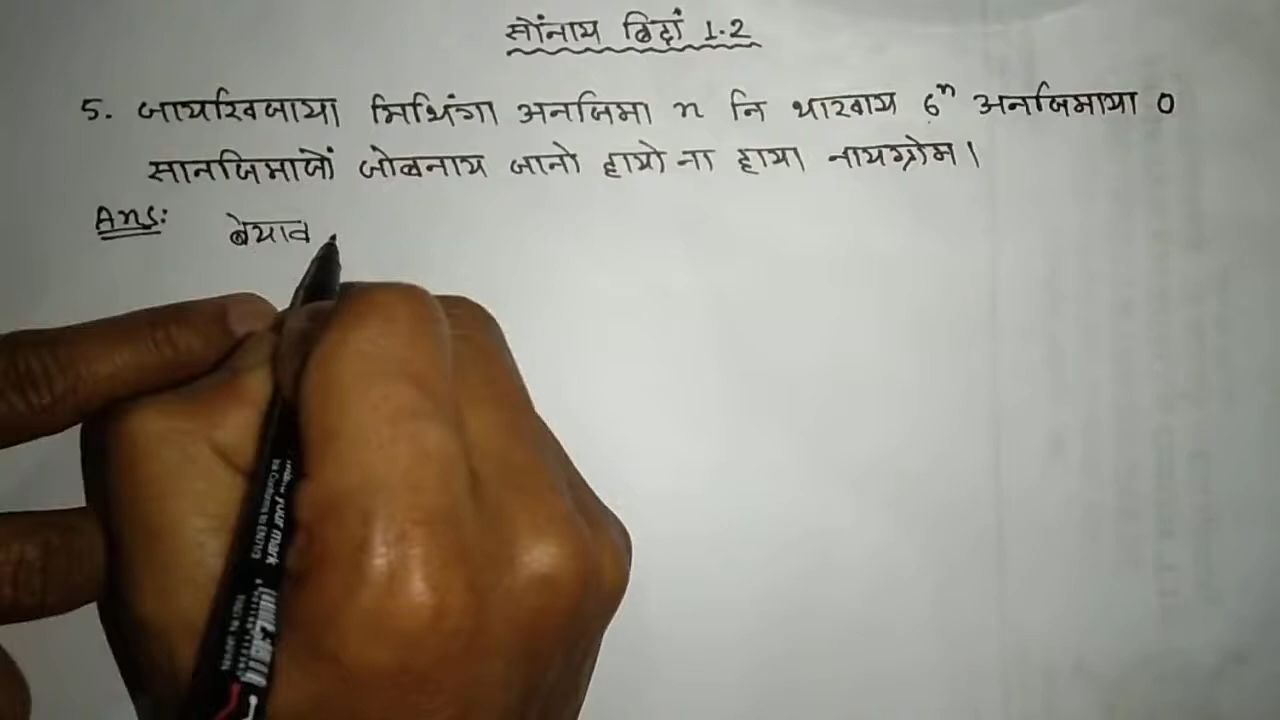 सोंनाय बिदां 1.2
5. जायखिजाया मिथिंगा अनजिमा n नि थाखाय 6ⁿ अनजिमाया 0
सानजिमाजों जोबनाय जानो हायो ना हाया नायग्रोम।
Ans: बेयाव